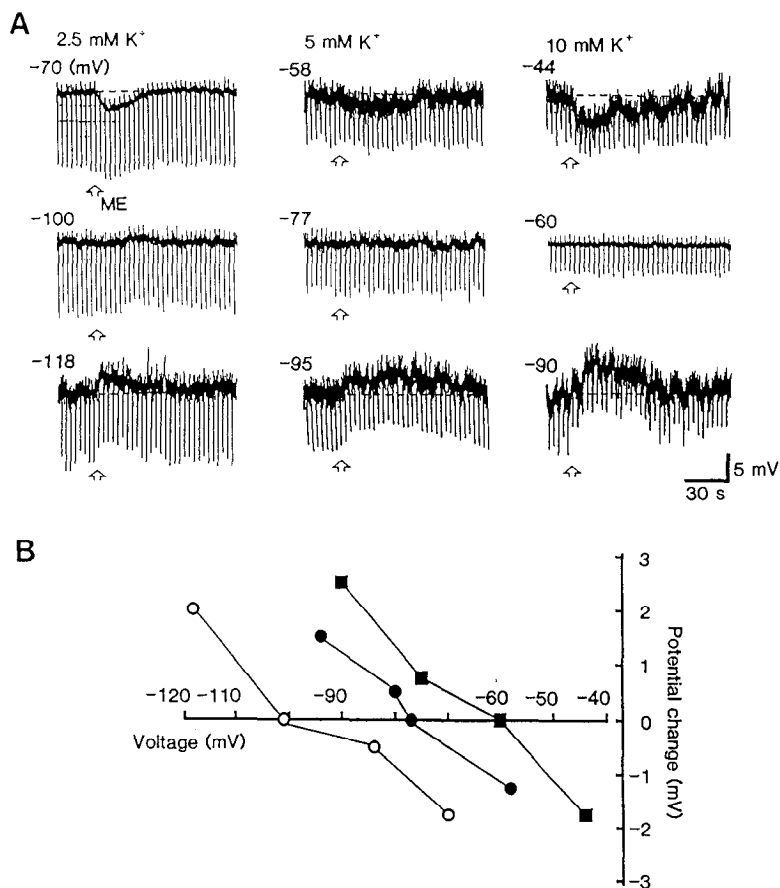 A
2.5 mM K⁺
5 mM K⁺
10 mM K⁺
-70 (mV)
-58
-44
ME
-100
-77
-60
-118
-95
-90
5 mV
30 s
B
3
2
1
0
-1
-2
-3
Potential change (mV)
-120 -110 -90 -60 -50 -40
Voltage (mV)